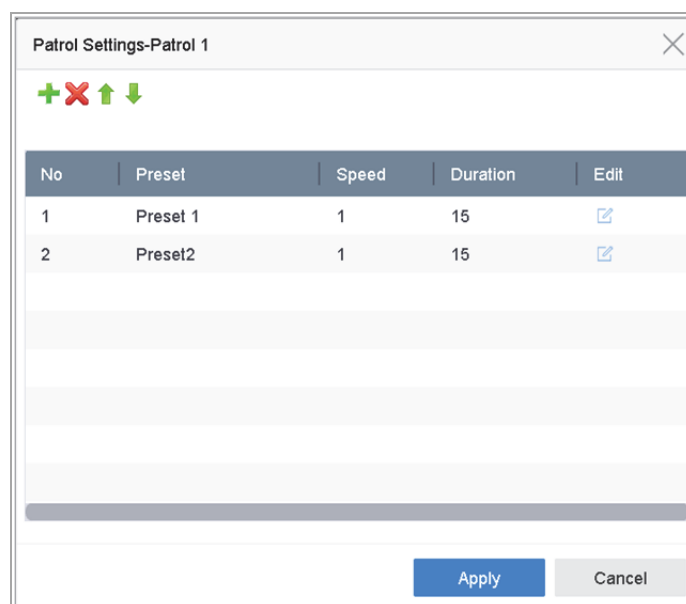 Patrol Settings-Patrol 1
No Preset Speed Duration Edit
1 Preset 1 1 15
2 Preset2 1 15
Apply Cancel